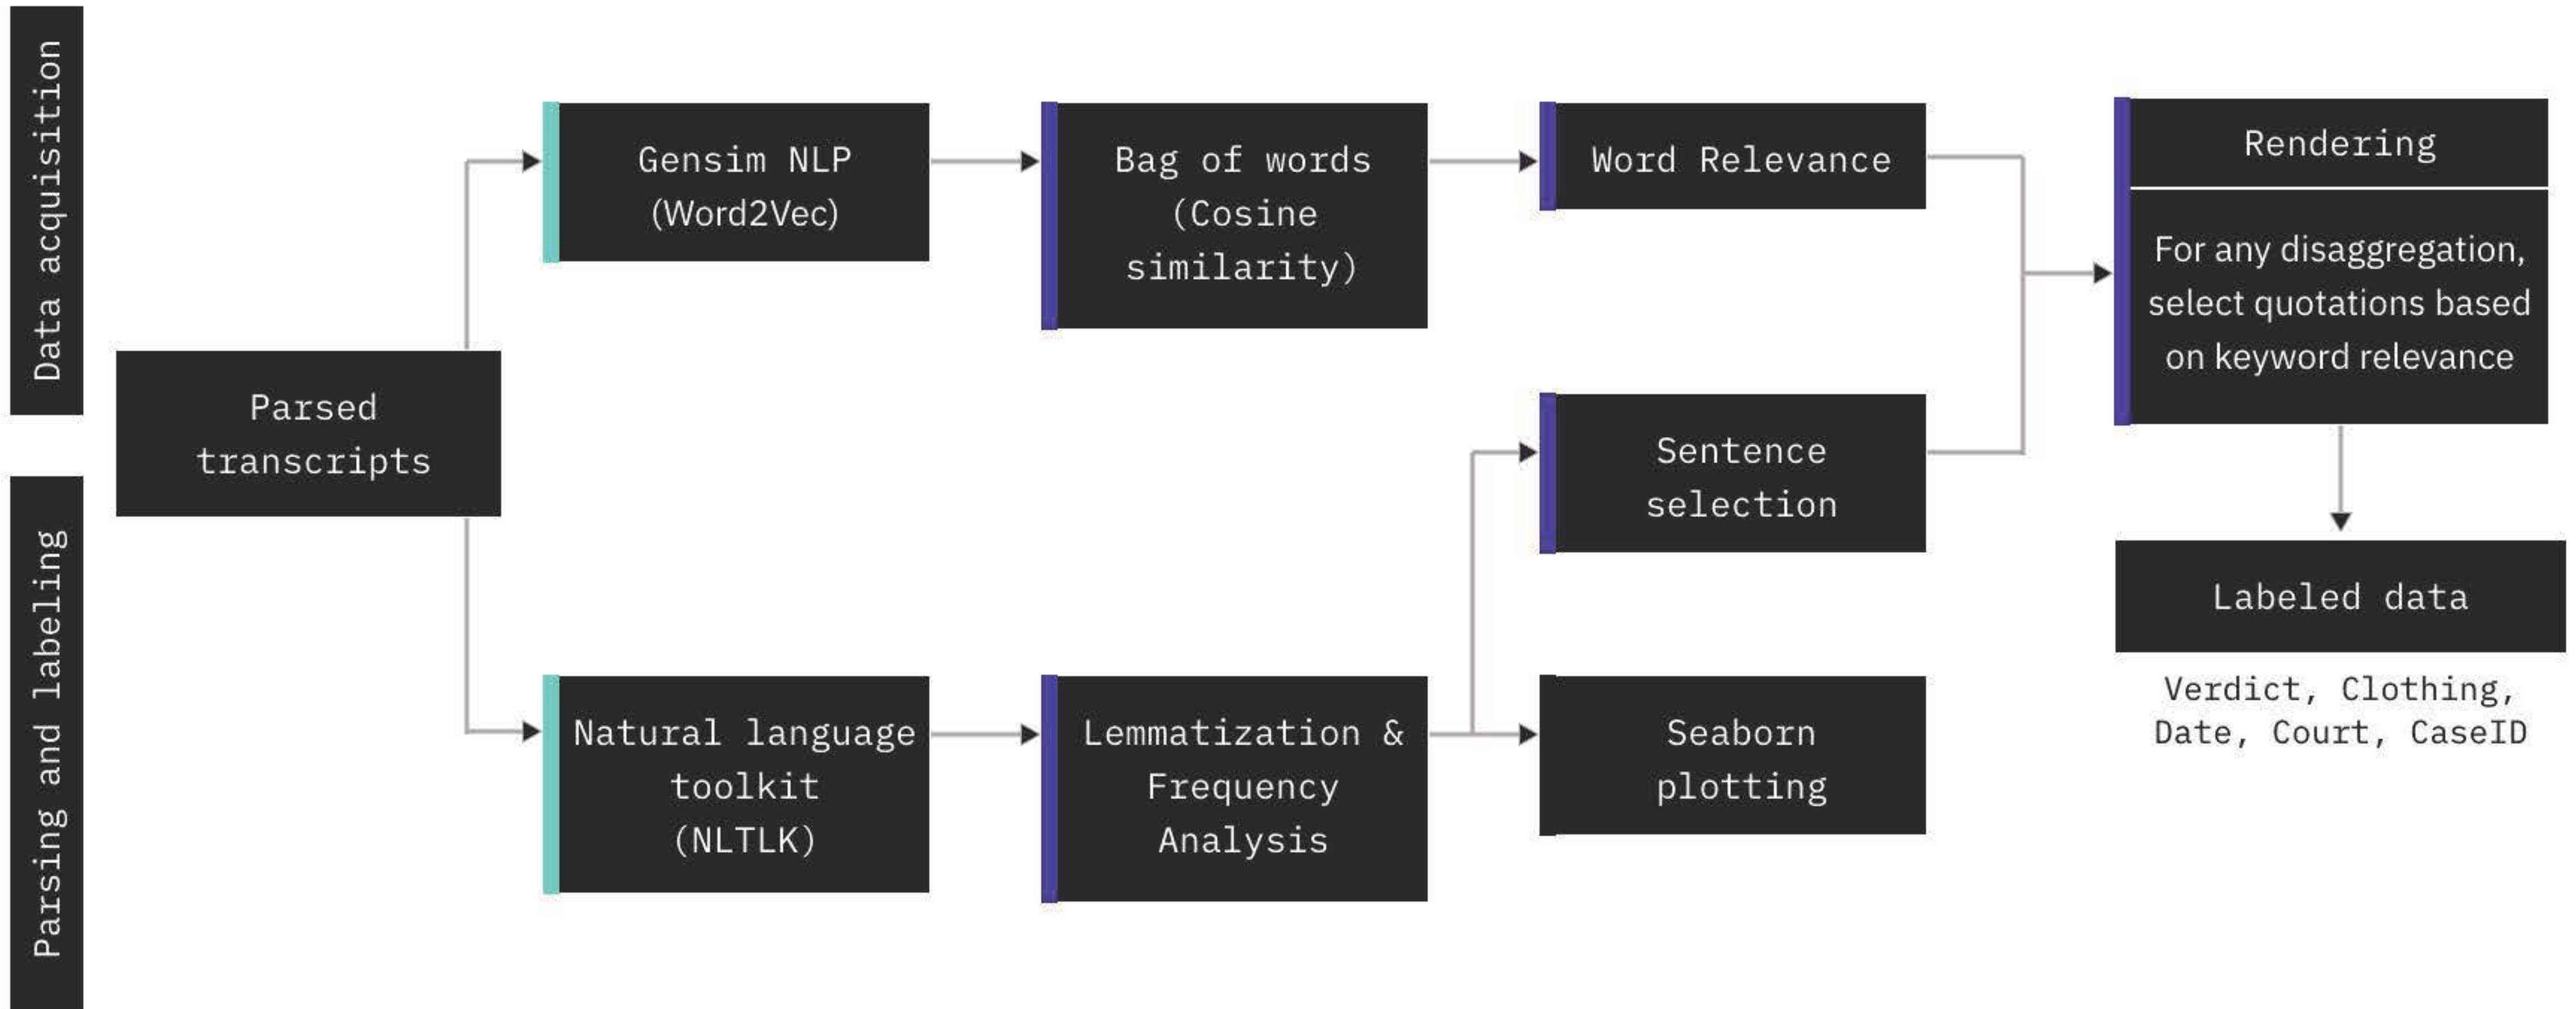 Data acquisition
Parsing and labeling
Parsed
transcripts
Gensim NLP
(Word2Vec)
Bag of words
(Cosine
similarity)
Word Relevance
Natural language
toolkit
(NLTLK)
Lemmatization &
Frequency
Analysis
Sentence
selection
Seaborn
plotting
Rendering
For any disaggregation,
select quotations based
on keyword relevance
Labeled data
Verdict, Clothing,
Date, Court, CaseID